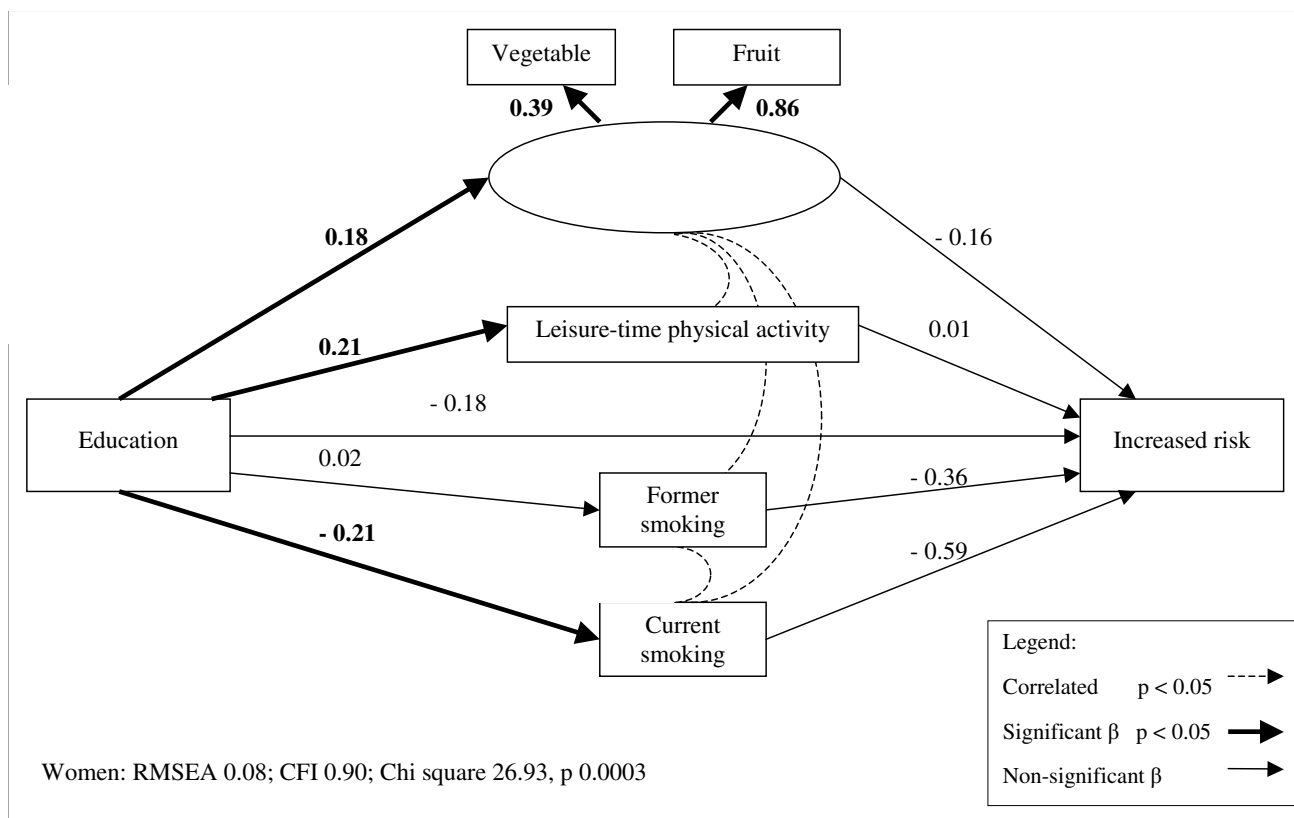 Vegetable
Fruit
0.39
0.86
0.18
- 0.16
Leisure-time physical activity
0.01
0.21
- 0.18
Education
Increased risk
0.02
Former
smoking
- 0.36
- 0.21
- 0.59
Current
smoking
Legend:
Correlated p < 0.05
Significant β p < 0.05
Non-significant β
Women: RMSEA 0.08; CFI 0.90; Chi square 26.93, p 0.0003